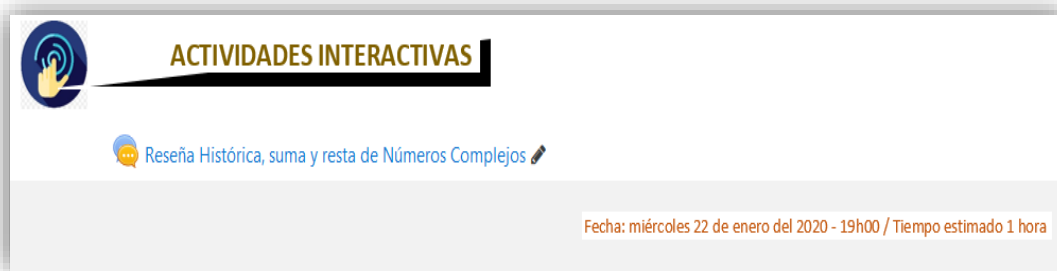 ACTIVIDADES INTERACTIVAS
Reseña Histórica, suma y resta de Números Complejos
Fecha: miércoles 22 de enero del 2020 - 19h00 / Tiempo estimado 1 hora